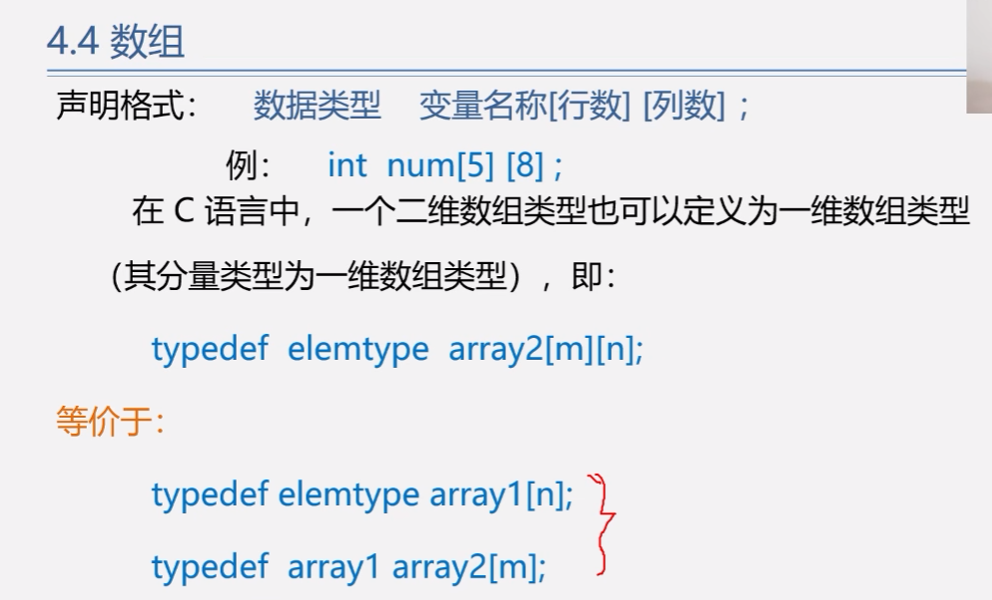 4.4 数组
声明格式： 数据类型 变量名称[行数] [列数] ；
例： int num[5] [8] ;
在 C 语言中，一个二维数组类型也可以定义为一维数组类型
（其分量类型为一维数组类型），即：
typedef elemtype array2[m][n];
等价于：
typedef elemtype array1[n];
typedef array1 array2[m];